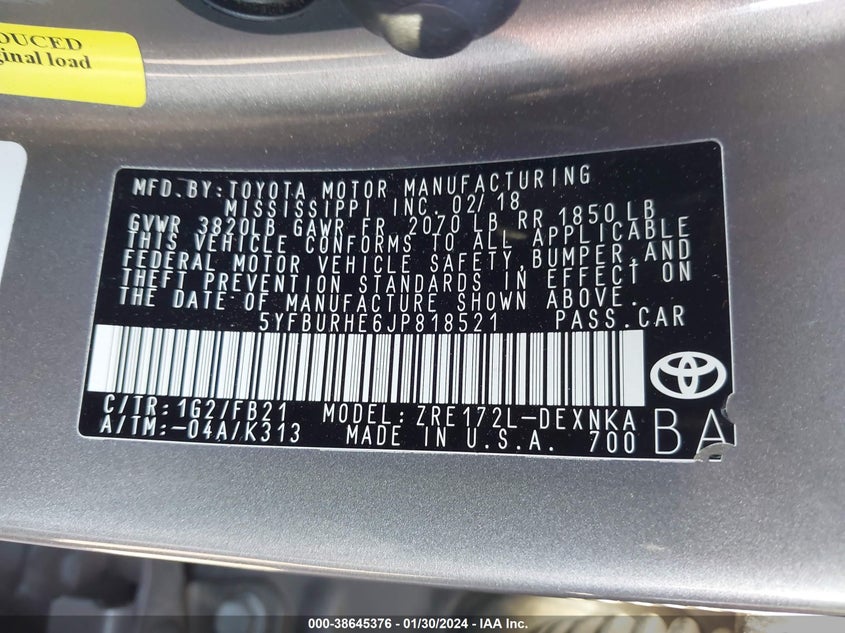 DUCED
ginal load
MFD.BY:TOYOTA MOTOR MANUFACTURING
MISSISSIPPI INC. 02/18
GVWR 3820LB GAWR FR. 2070 LB RR 1850 LB
THIS VEHICLE CONFORMS TO ALL APPLICABLE
FEDERAL MOTOR VEHICLE SAFETY,BUMPER,AND
THEFT PREVENTION STANDARDS IN EFFECT ON
THE DATE OF MANUFACTURE SHOWN ABOVE.
5YFBURHE6JP818521 PASS.CAR
C/TR:1G2/FB21 MODEL:ZRE172L-DEXNKA
A/TM:-04A/K313 MADE IN U.S.A. 700
BA
000-38645376 - 01/30/2024 - IAA Inc.